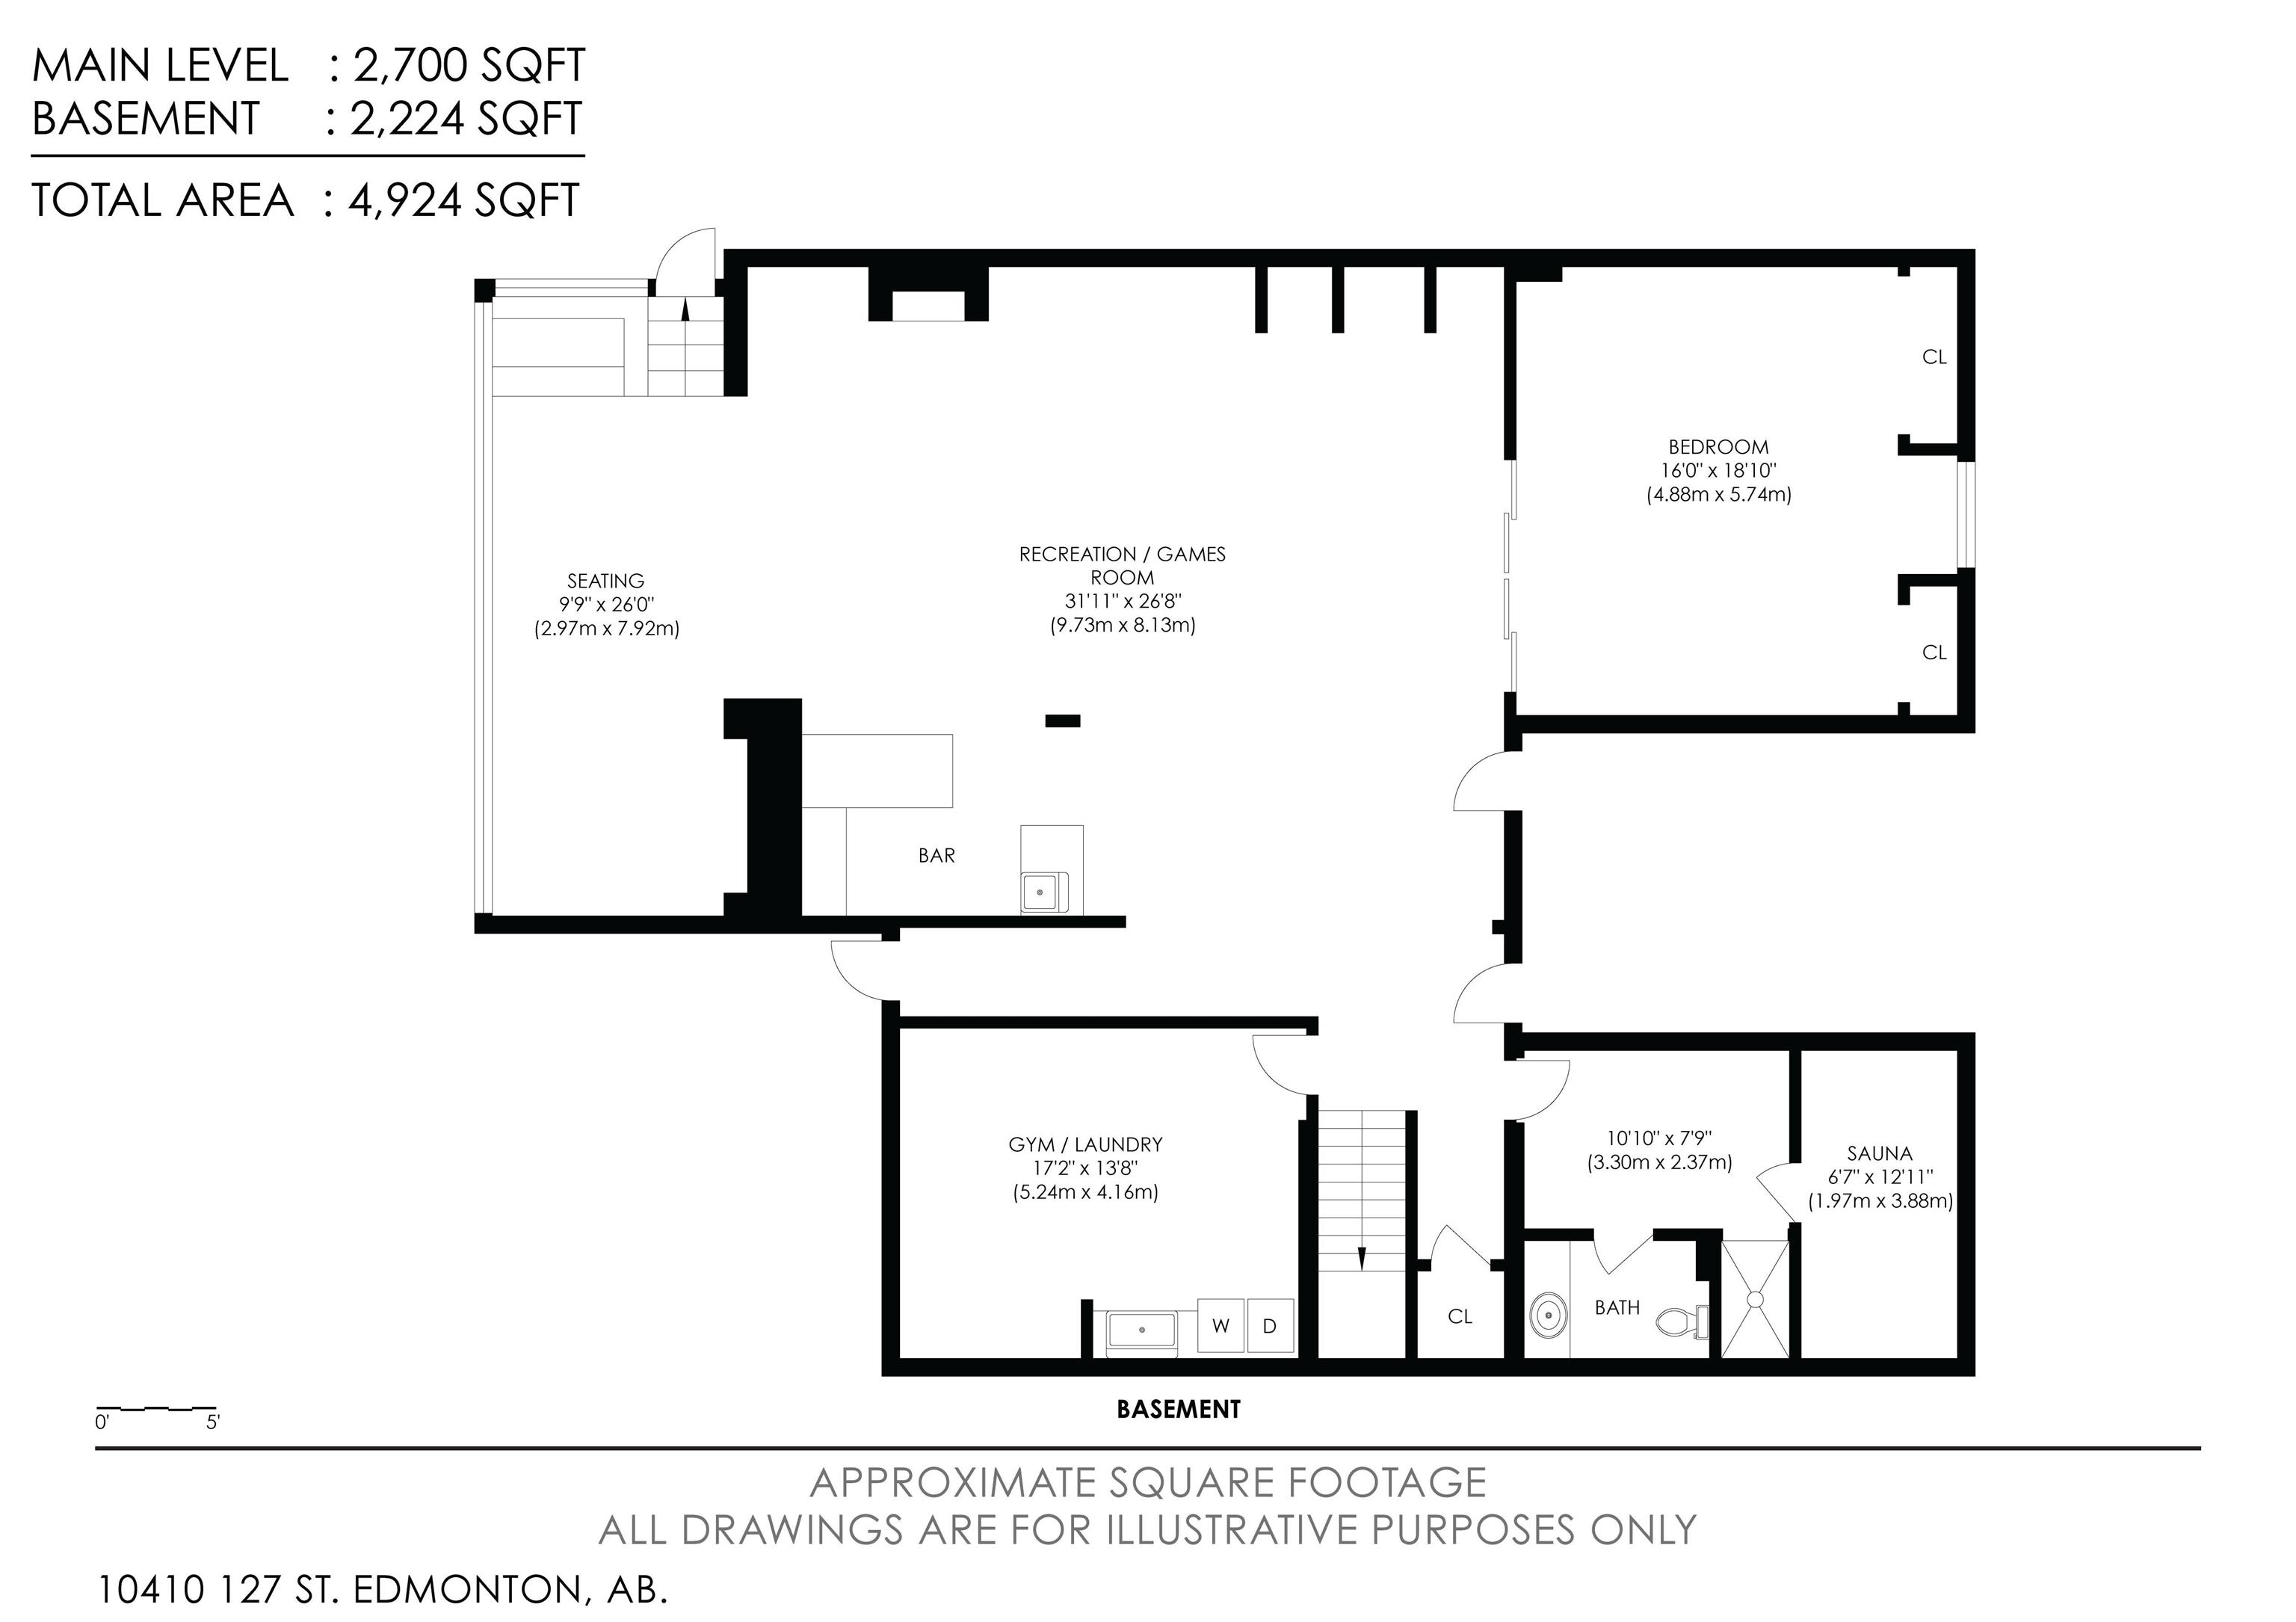 MAIN LEVEL : 2,700 SQFT
BASEMENT : 2,224 SQFT
TOTAL AREA : 4,924 SQFT
CL
BEDROOM
16'0" x 18'10"
(4.88m x 5.74m)
RECREATION / GAMES
ROOM
31'11" x 26'8"
(9.73m x 8.13m)
SEATING
9'9" x 26'0"
(2.97m x 7.92m)
CL
BAR
GYM / LAUNDRY
17'2" x 13'8"
(5.24m x 4.16m)
10'10" x 7'9"
(3.30m x 2.37m)
SAUNA
6'7" x 12'11"
(1.97m x 3.88m)
W
D
CL
BATH
BASEMENT
0' 5'
APPROXIMATE SQUARE FOOTAGE
ALL DRAWINGS ARE FOR ILLUSTRATIVE PURPOSES ONLY
10410 127 ST. EDMONTON, AB.